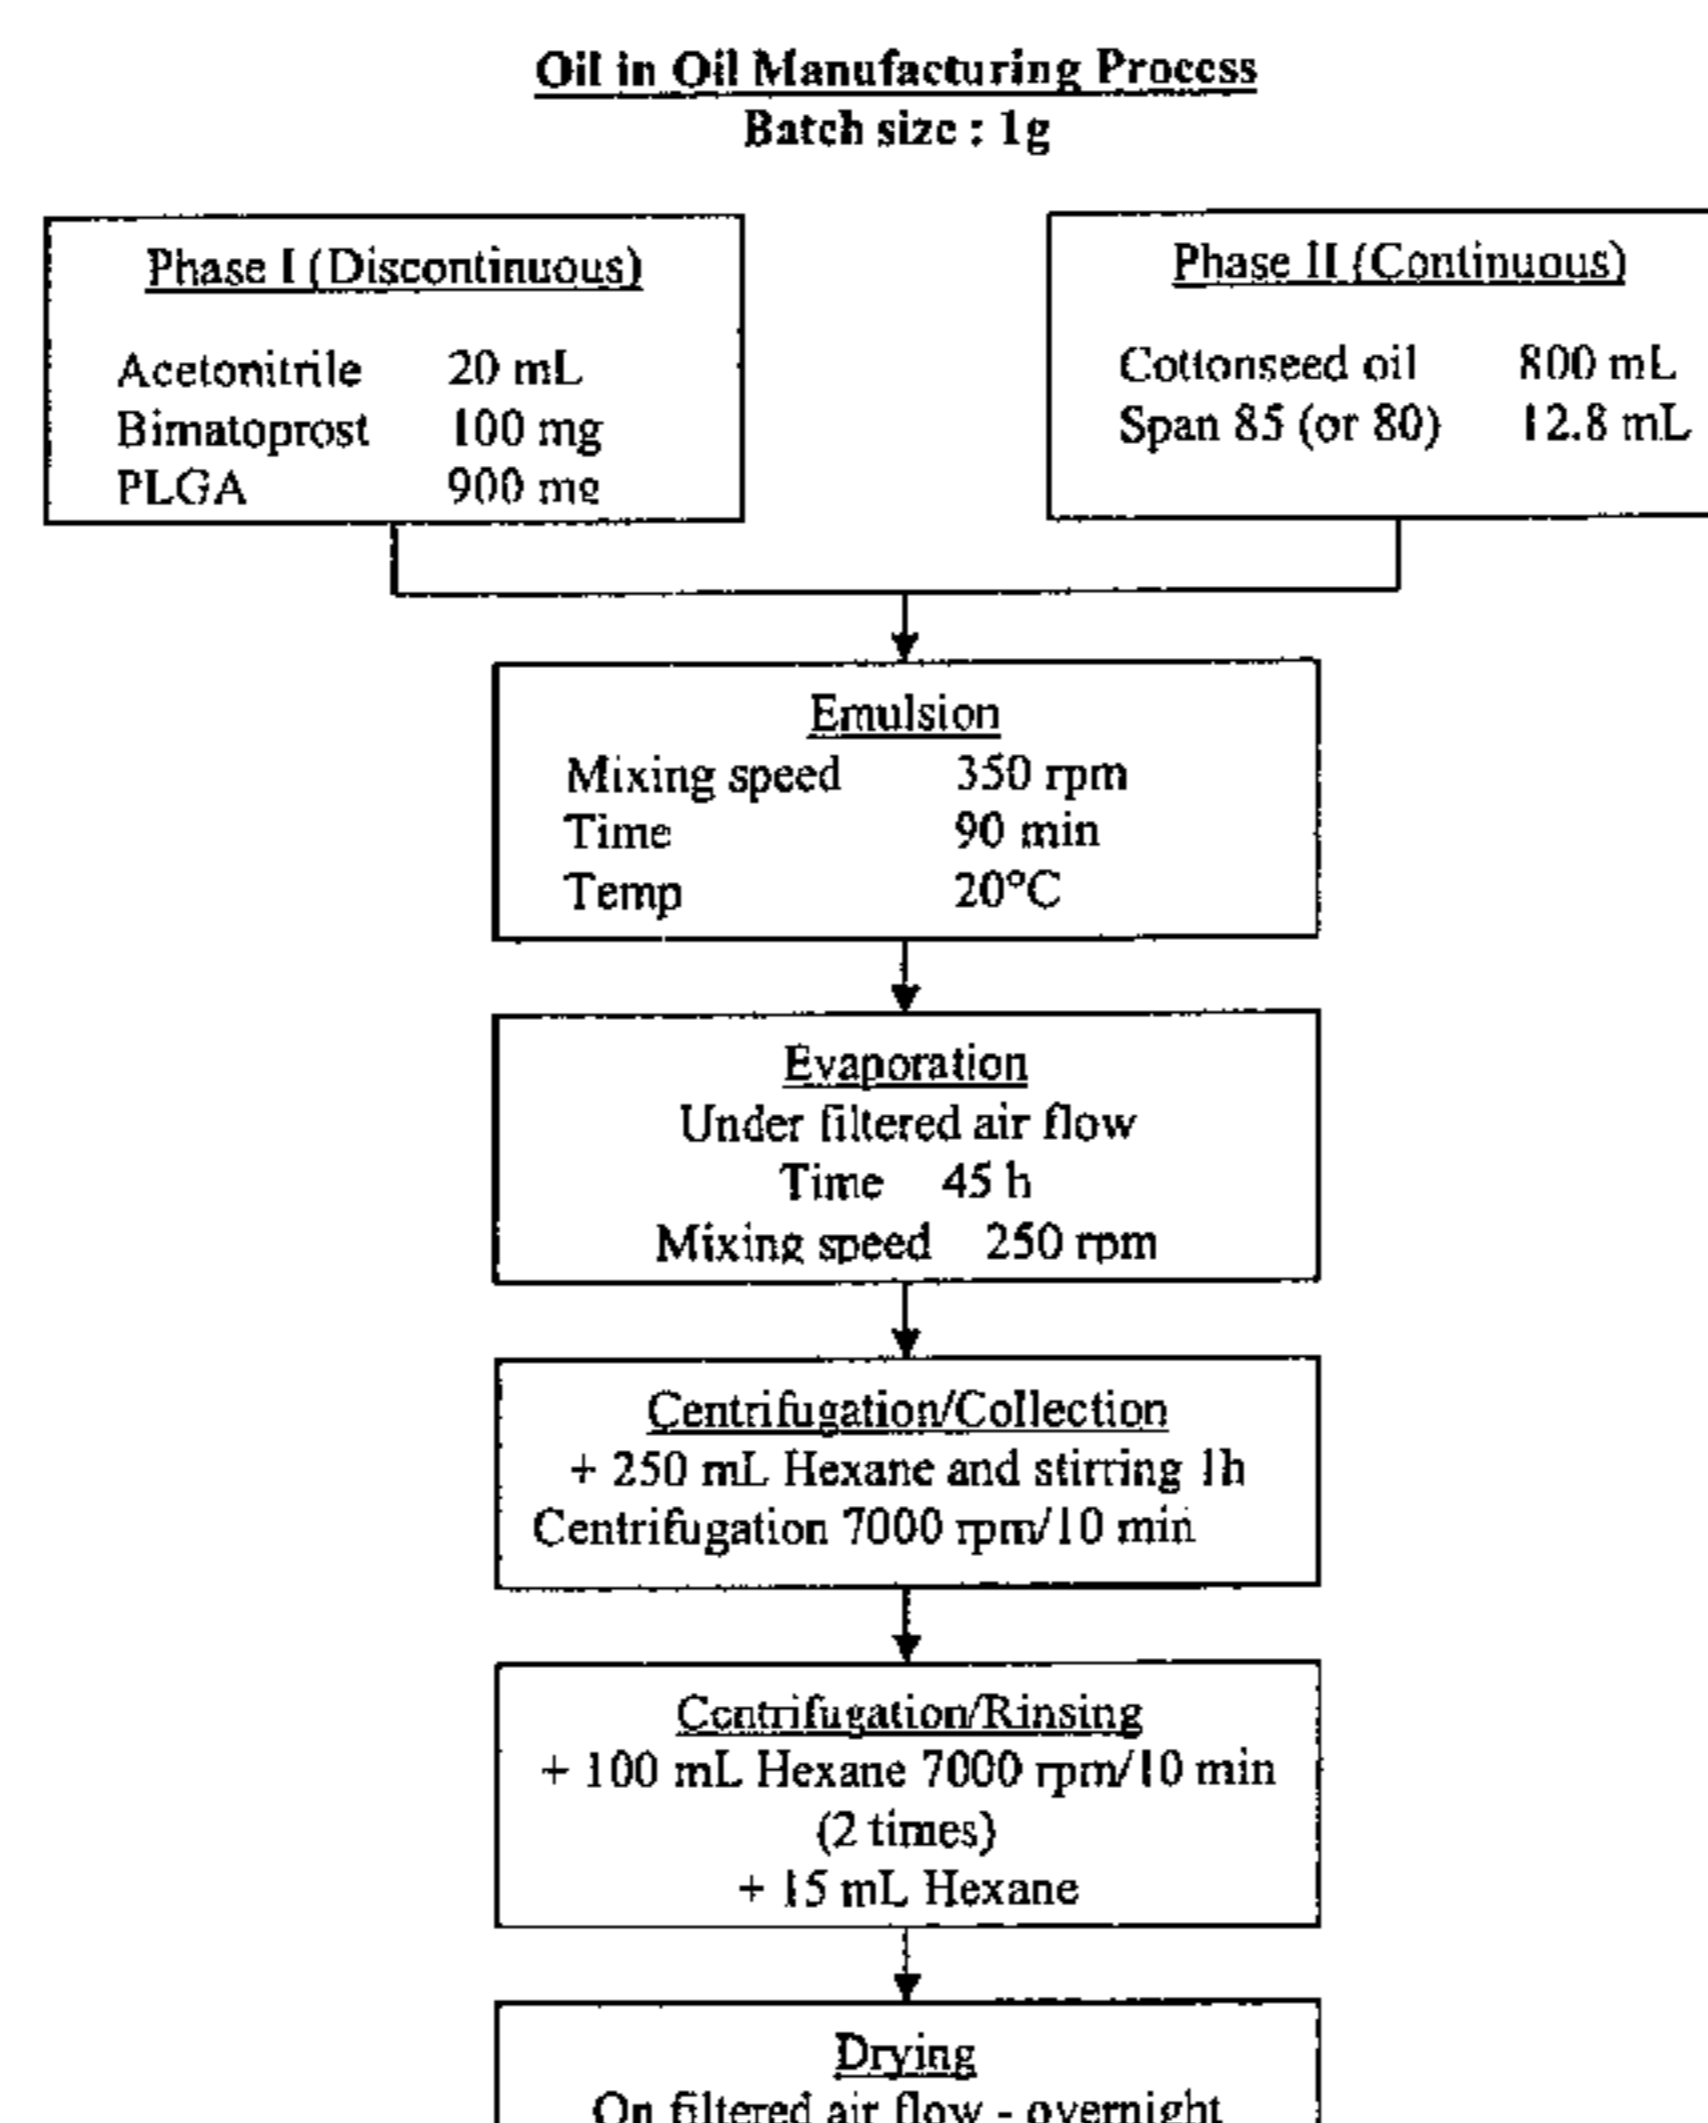 Oil in Oil Manufacturing Process
Batch size : 1g
Phase I (Discontinuous)
Acetonitrile 20 mL
Bimatoprost 100 mg
PLGA 900 mg
Phase II (Continuous)
Cottonseed oil 800 mL
Span 85 (or 80) 12.8 mL
Emulsion
Mixing speed 350 rpm
Time 90 min
Temp 20°C
Evaporation
Under filtered air flow
Time 45 h
Mixing speed 250 rpm
Centrifugation/Collection
+ 250 mL Hexane and stirring 1h
Centrifugation 7000 rpm/10 min
Centrifugation/Rinsing
+ 100 mL Hexane 7000 rpm/10 min
(2 times)
+ 15 mL Hexane
Drying
On filtered air flow - overnight